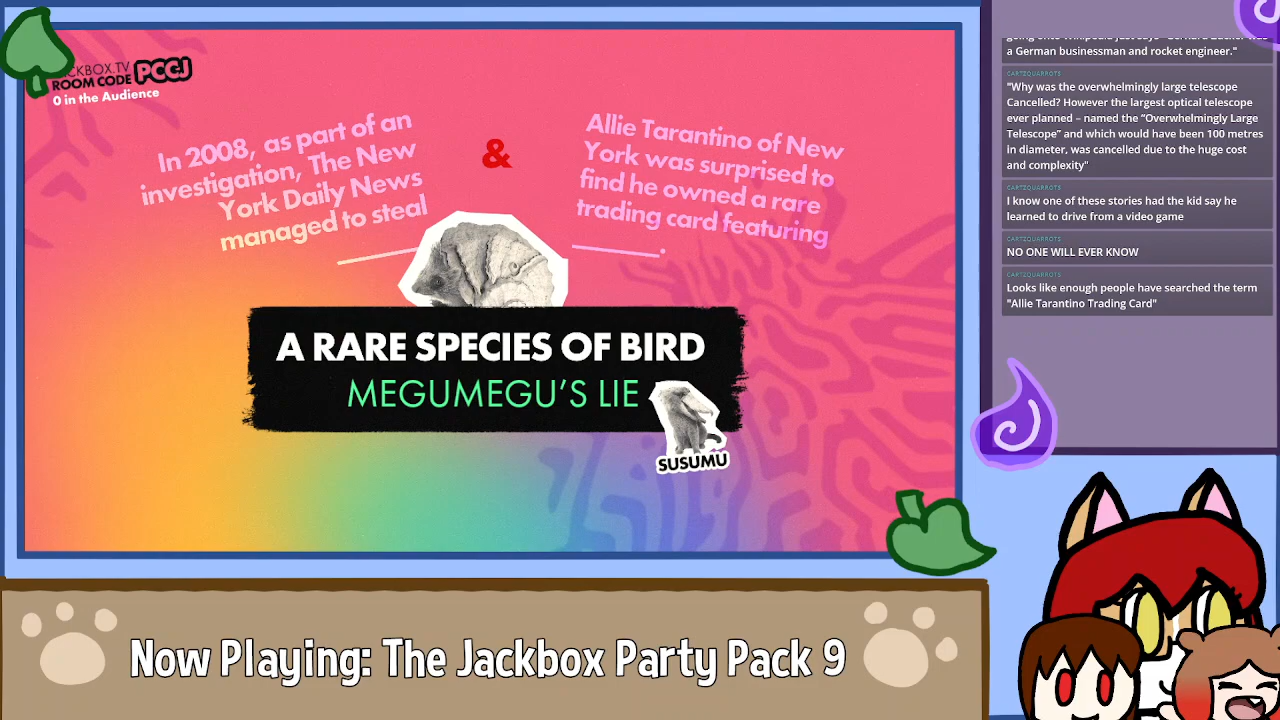 JACKBOX.TV
ROOM CODE PCCJ
0 in the Audience
In 2008, as part of an
investigation, The New
York Daily News
managed to steal
&
Allie Tarantino of New
York was surprised to
find he owned a rare
trading card featuring
.
A RARE SPECIES OF BIRD
MEGUMEGU'S LIE
SUSUMU
a German businessman and rocket engineer."
CARTZQUARROTS
"Why was the overwhelmingly large telescope
Cancelled? However the largest optical telescope
ever planned – named the "Overwhelmingly Large
Telescope" and which would have been 100 metres
in diameter, was cancelled due to the huge cost
and complexity"
CARTZQUARROTS
I know one of these stories had the kid say he
learned to drive from a video game
CARTZQUARROTS
NO ONE WILL EVER KNOW
CARTZQUARROTS
Looks like enough people have searched the term
"Allie Tarantino Trading Card"
Now Playing: The Jackbox Party Pack 9